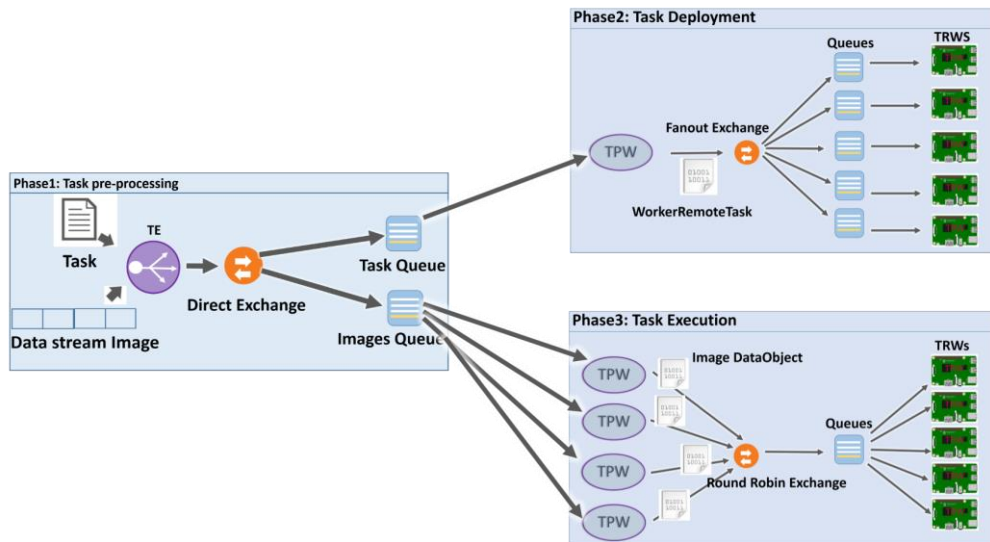 Phase1: Task pre-processing
Task
TE
Data stream Image
Direct Exchange
Task Queue
Images Queue
Phase2: Task Deployment
TPW
WorkerRemoteTask
01001
10011
Fanout Exchange
Queues
TRWS
Phase3: Task Execution
TPW
TPW
TPW
TPW
Image DataObject
Round Robin Exchange
Queues
TRWs